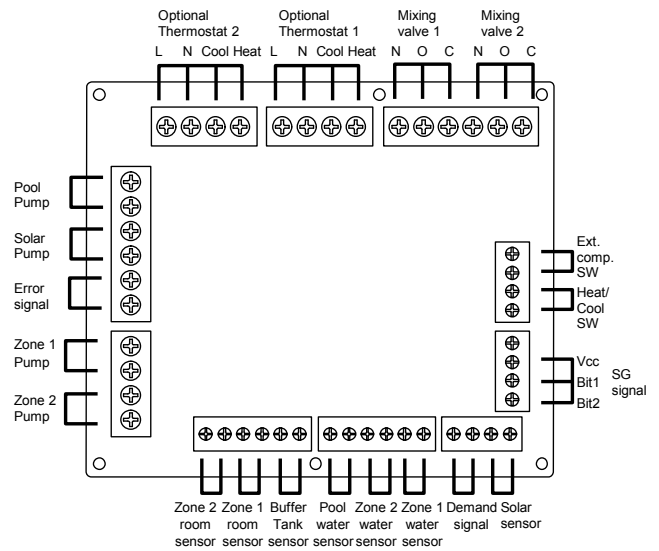 Optional
Thermostat 2
Optional
Thermostat 1
Mixing
valve 1
Mixing
valve 2
L N Cool Heat
L N Cool Heat
N O C
N O C
Pool
Pump
Solar
Pump
Error
signal
Zone 1
Pump
Zone 2
Pump
Ext.
comp.
SW
Heat/
Cool
SW
Vcc
Bit1
Bit2
SG
signal
Zone 2
room
sensor
Zone 1
room
sensor
Buffer
Tank
sensor
Pool
water
sensor
Zone 2
water
sensor
Zone 1
water
sensor
Demand
signal
Solar
sensor